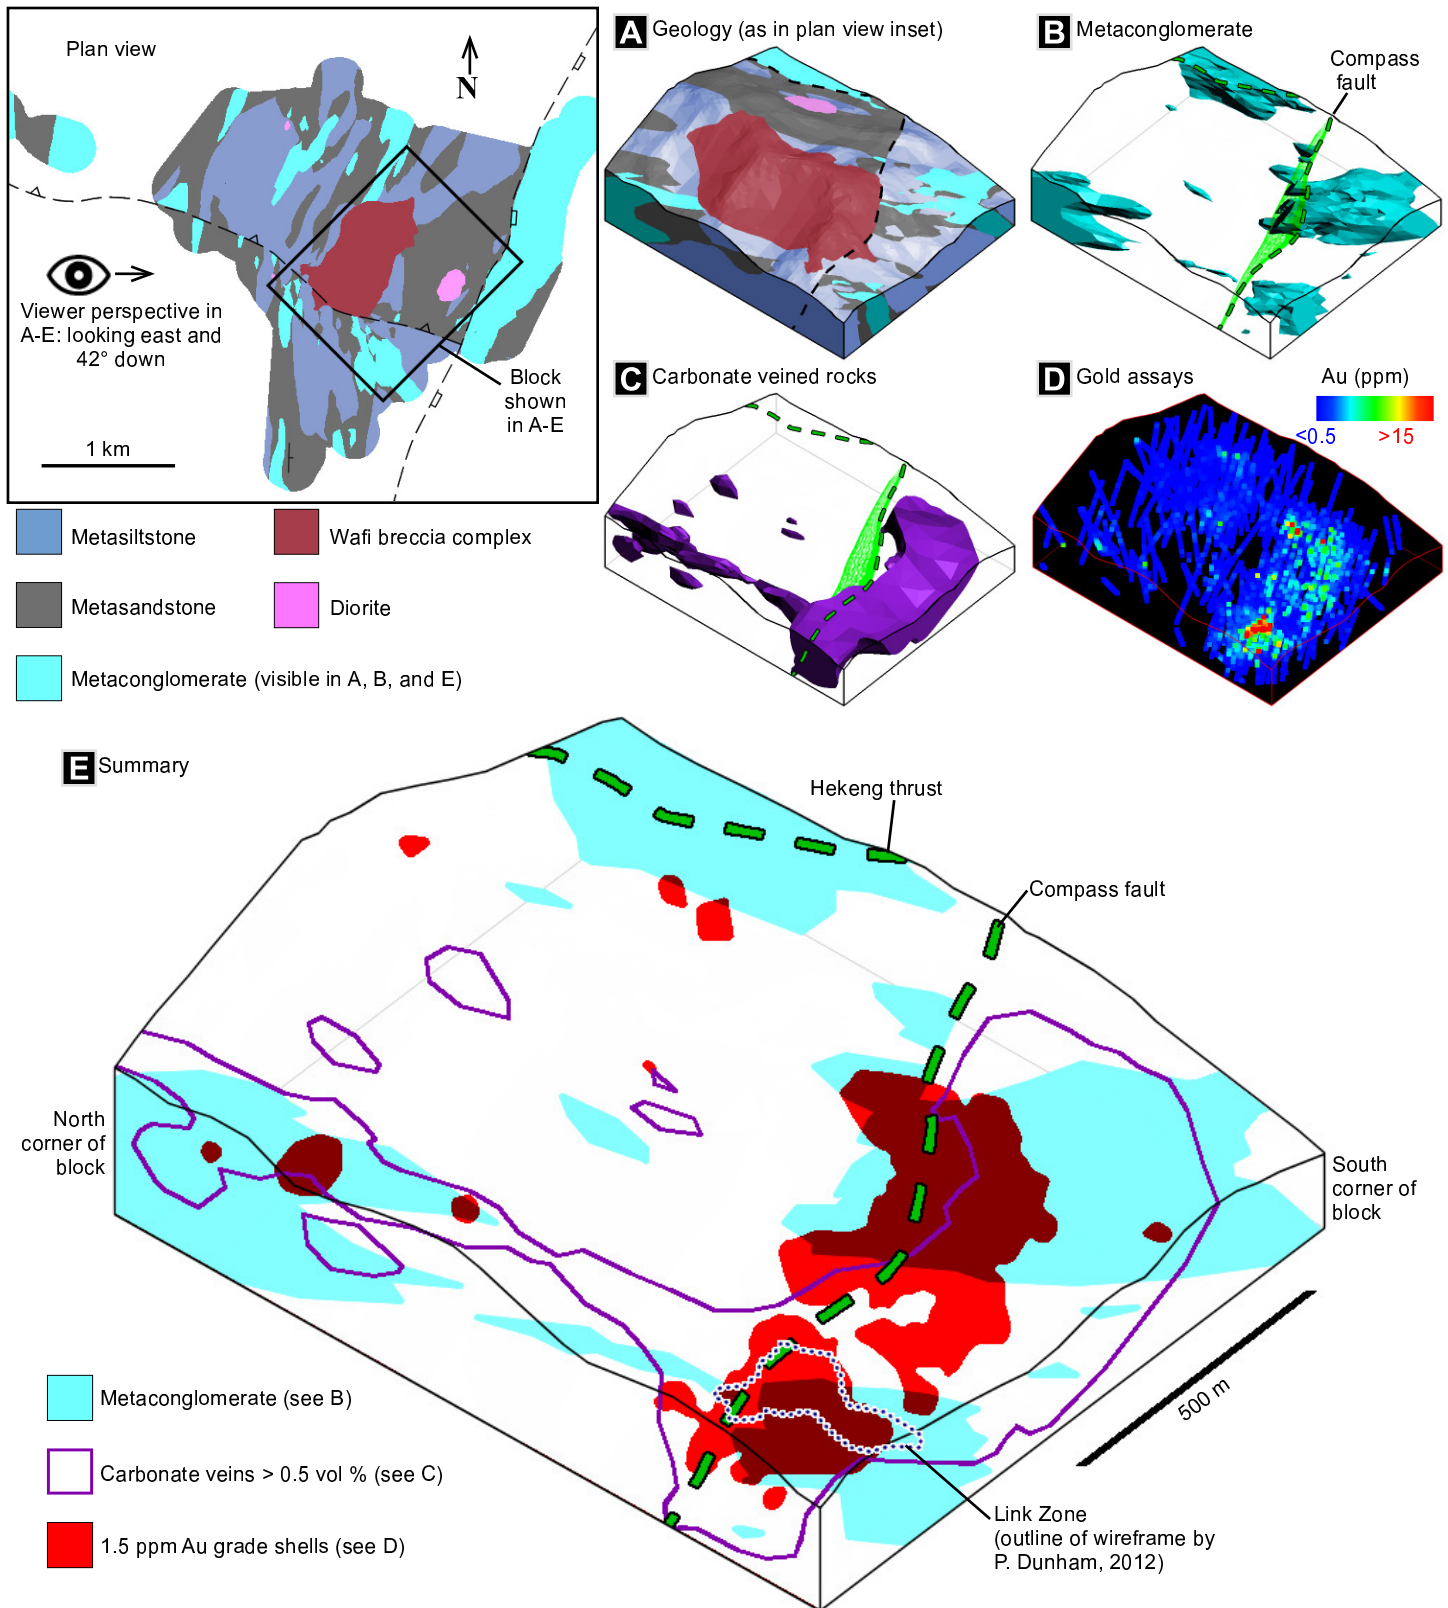 Plan view
N
Viewer perspective in
A-E: looking east and
42° down
Block
shown
in A-E
1 km
A Geology (as in plan view inset)
B Metaconglomerate
Compass
fault
C Carbonate veined rocks
D Gold assays
Au (ppm)
<0.5 >15
Metasiltstone
Wafi breccia complex
Metasandstone
Diorite
Metaconglomerate (visible in A, B, and E)
E Summary
Hekeng thrust
Compass fault
North
corner of
block
South
corner of
block
500 m
Metaconglomerate (see B)
Carbonate veins > 0.5 vol % (see C)
1.5 ppm Au grade shells (see D)
Link Zone
(outline of wireframe by
P. Dunham, 2012)